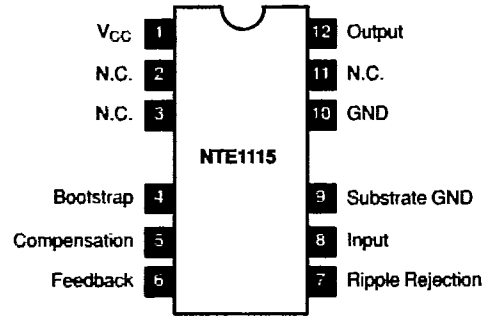 VCC 1 12 Output
N.C. 2 11 N.C.
N.C. 3 10 GND
NTE1115
Bootstrap 4 9 Substrate GND
Compensation 5 8 Input
Feedback 6 7 Ripple Rejection